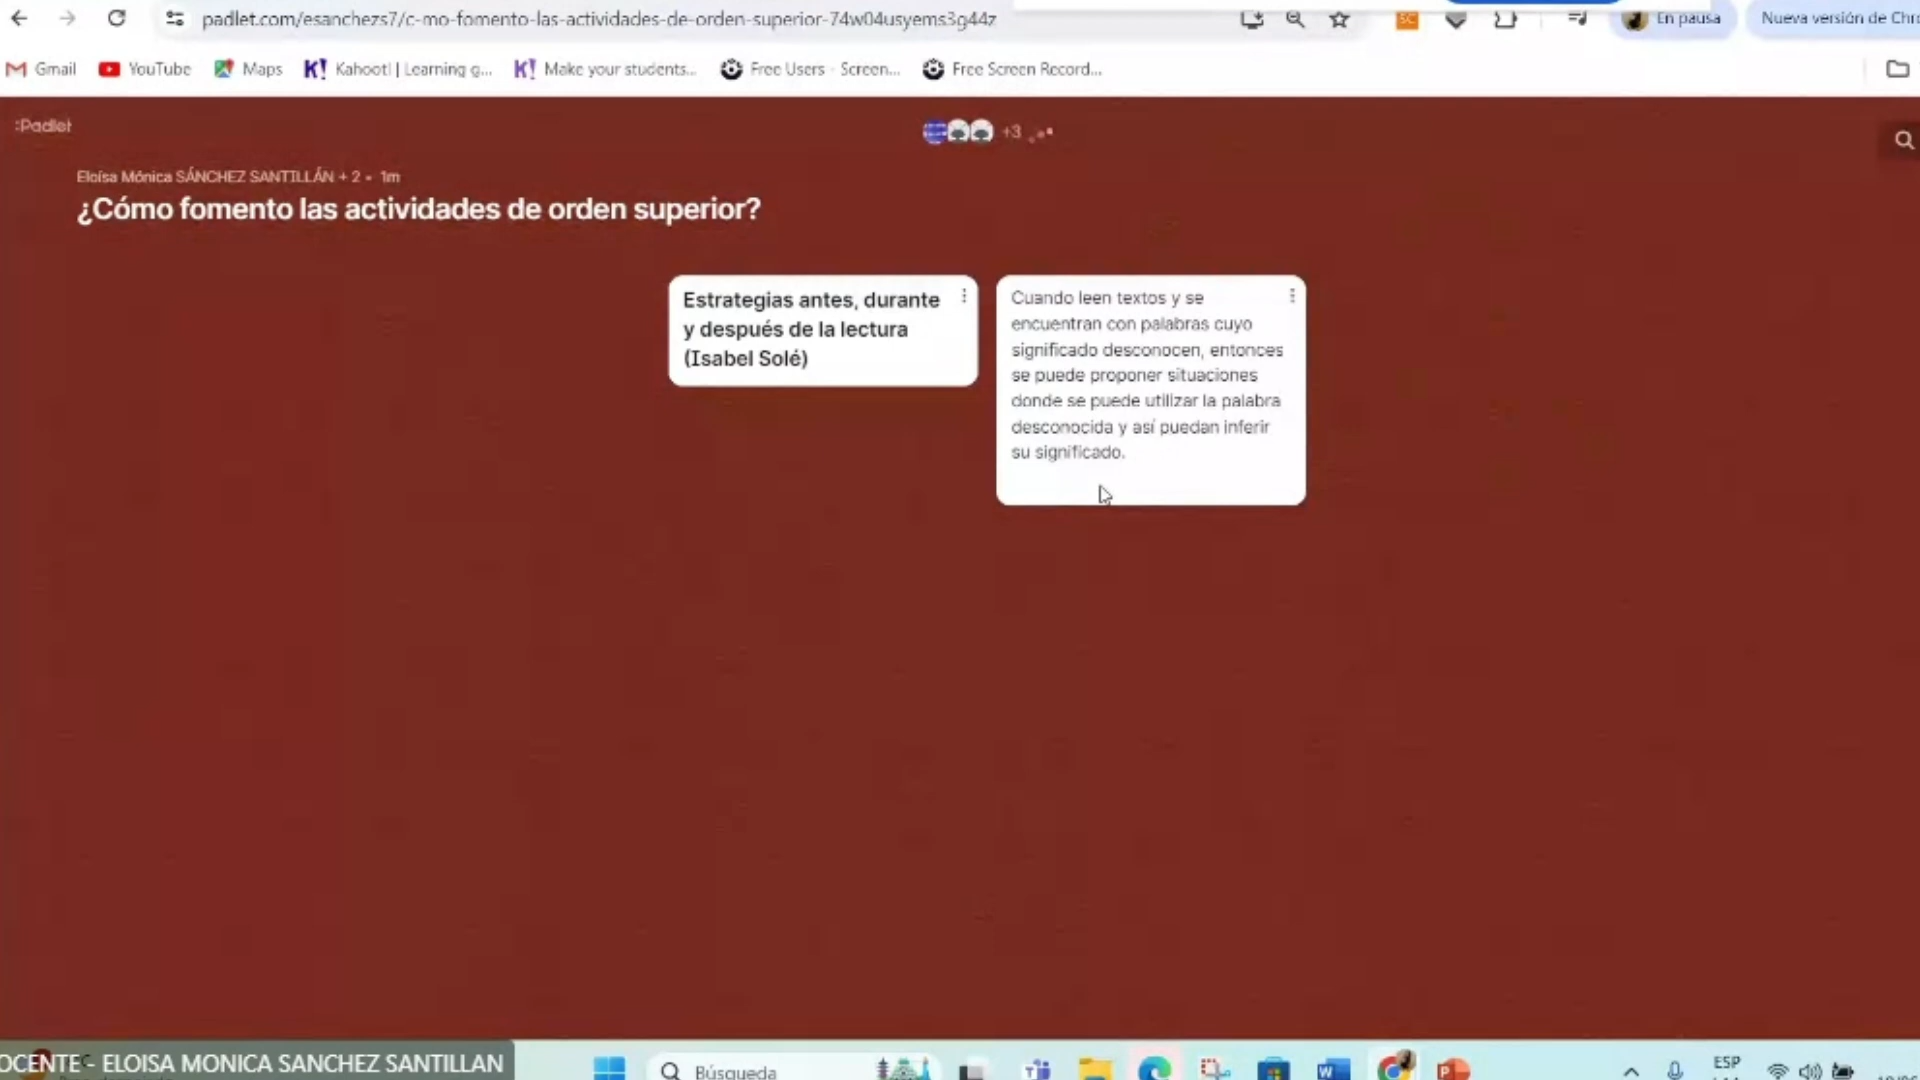 padlet.com/esanchezs7/c-mo-fomento-las-actividades-de-orden-superior-74w04usyems3g44z
En pausa
Nueva versión de Chr
Gmail
YouTube
Maps
Kahoot! | Learning g...
Make your students...
Free Users - Screen...
Free Screen Record...
:Padlet
+3
Eloísa Mónica SÁNCHEZ SANTILLÁN + 2 • 1m
¿Cómo fomento las actividades de orden superior?
Estrategias antes, durante
y después de la lectura
(Isabel Solé)
Cuando leen textos y se
encuentran con palabras cuyo
significado desconocen, entonces
se puede proponer situaciones
donde se puede utilizar la palabra
desconocida y así puedan inferir
su significado.
OCENTE - ELOISA MONICA SANCHEZ SANTILLAN
Búsqueda
ESP